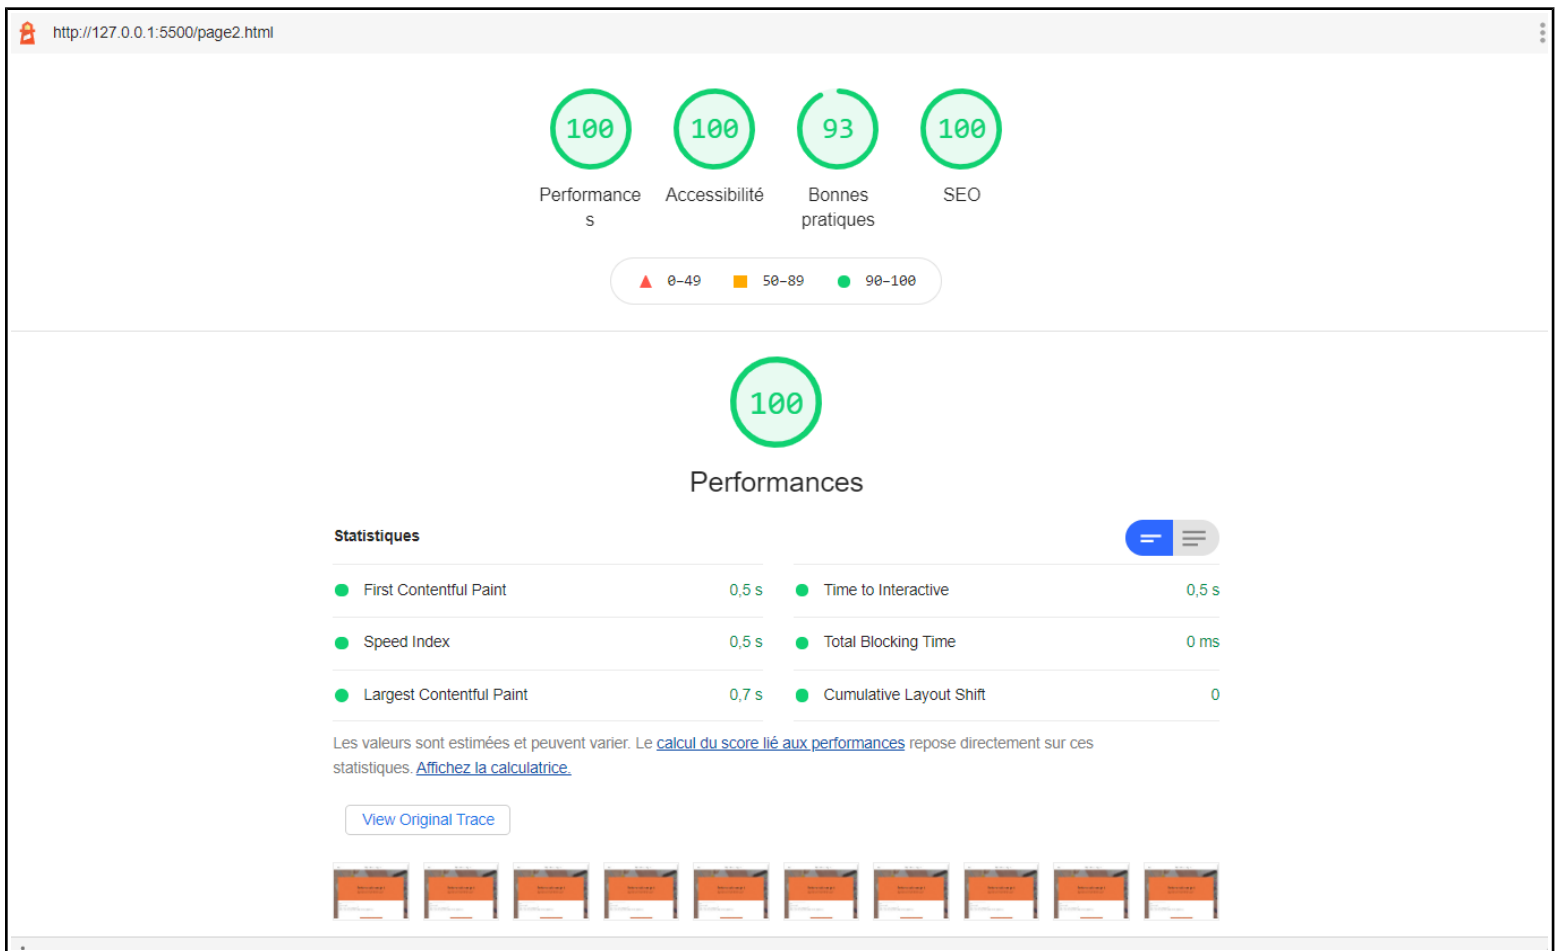 http://127.0.0.1:5500/page2.html
100 100 93 100
Performance Accessibilité Bonnes SEO
s pratiques
0–49 50–89 90–100
100
Performances
Statistiques
First Contentful Paint 0,5 s Time to Interactive 0,5 s
Speed Index 0,5 s Total Blocking Time 0 ms
Largest Contentful Paint 0,7 s Cumulative Layout Shift 0
Les valeurs sont estimées et peuvent varier. Le calcul du score lié aux performances repose directement sur ces
statistiques. Affichez la calculatrice.
View Original Trace